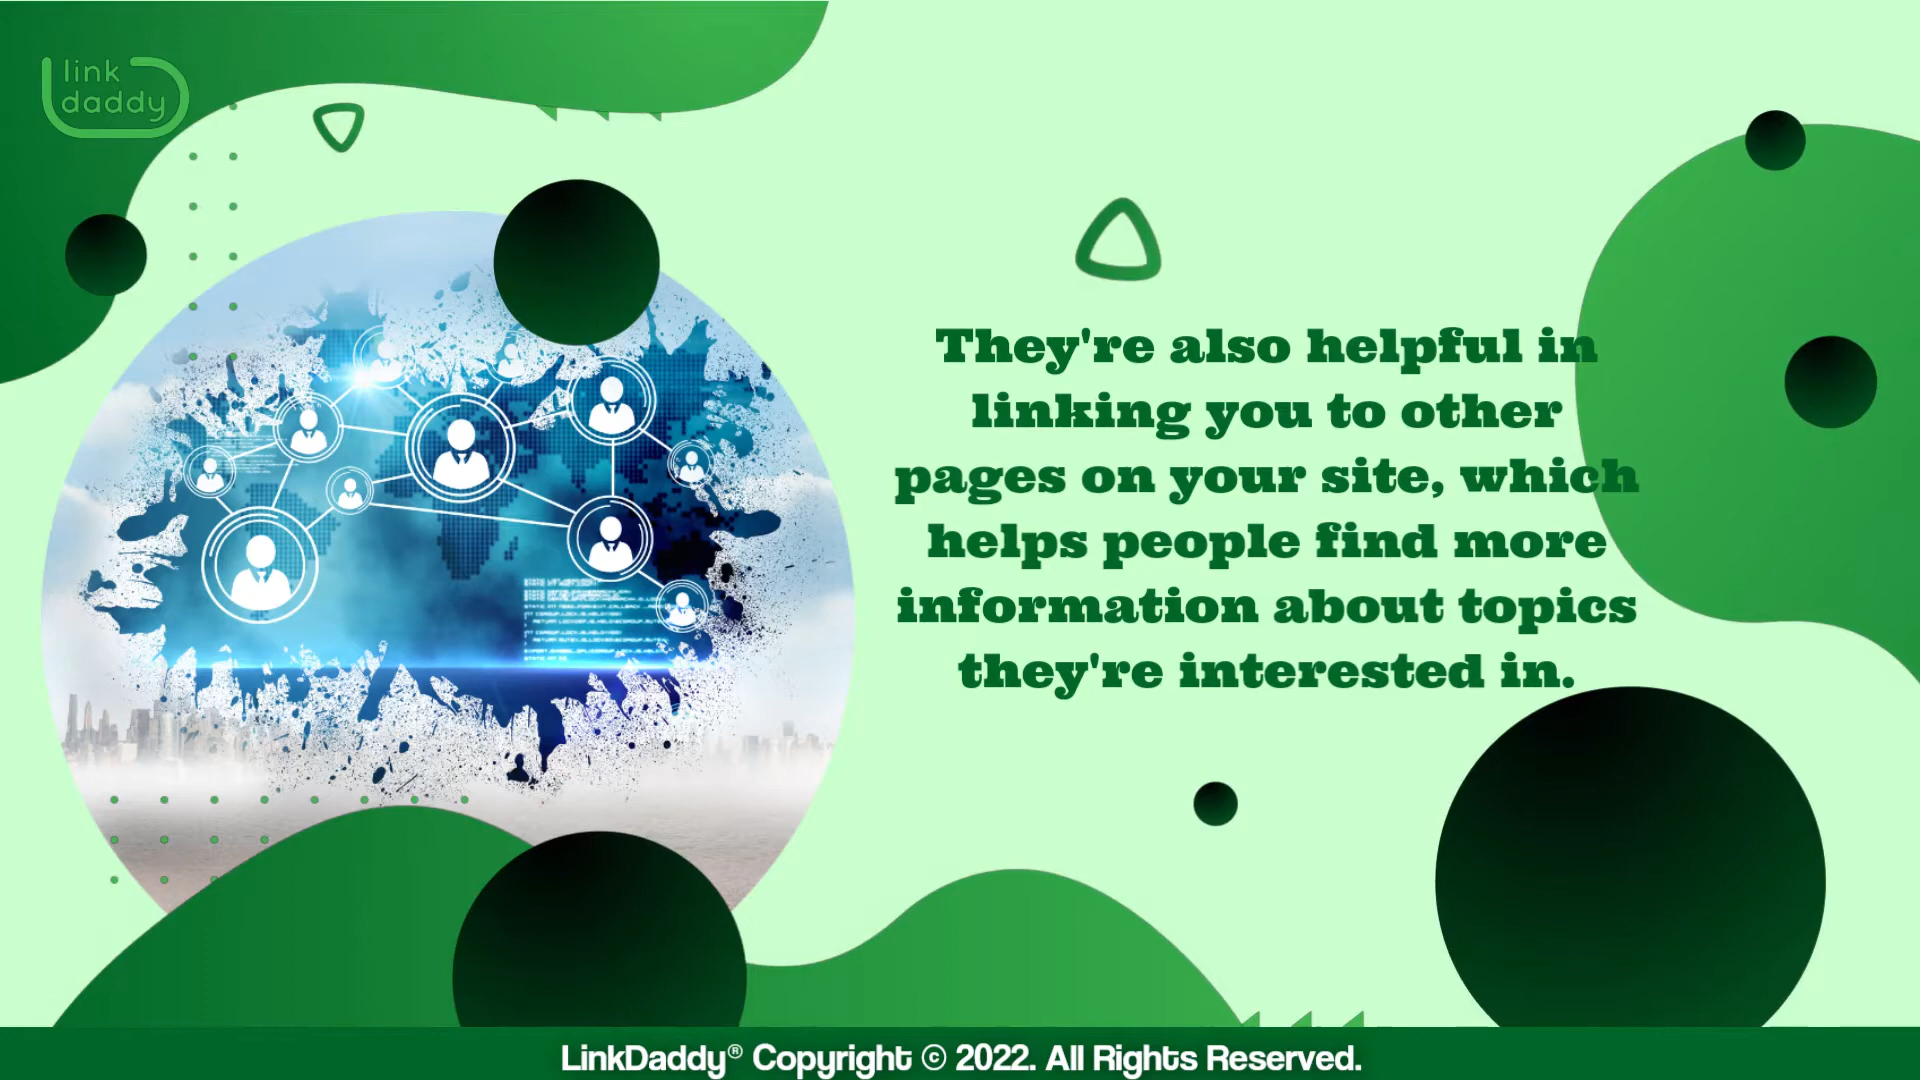 link
daddy
They're also helpful in
linking you to other
pages on your site, which
helps people find more
information about topics
they're interested in.
LinkDaddy® Copyright © 2022. All Rights Reserved.